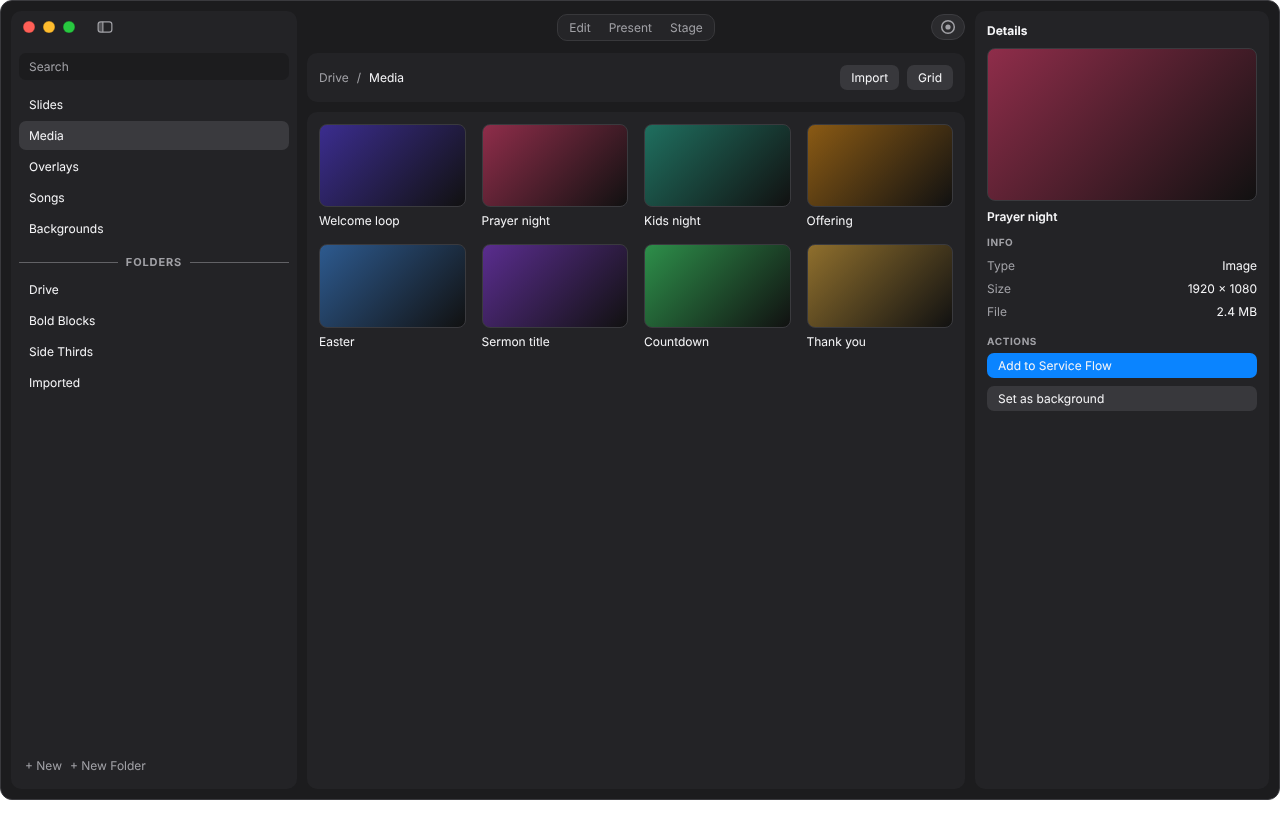 Search
Slides
Media
Overlays
Songs
Backgrounds
FOLDERS
Drive
Bold Blocks
Side Thirds
Imported
+ New + New Folder
Edit Present Stage
Drive / Media
Import Grid
Welcome loop Prayer night Kids night Offering
Easter Sermon title Countdown Thank you
Details
Prayer night
INFO
Type Image
Size 1920 × 1080
File 2.4 MB
ACTIONS
Add to Service Flow
Set as background